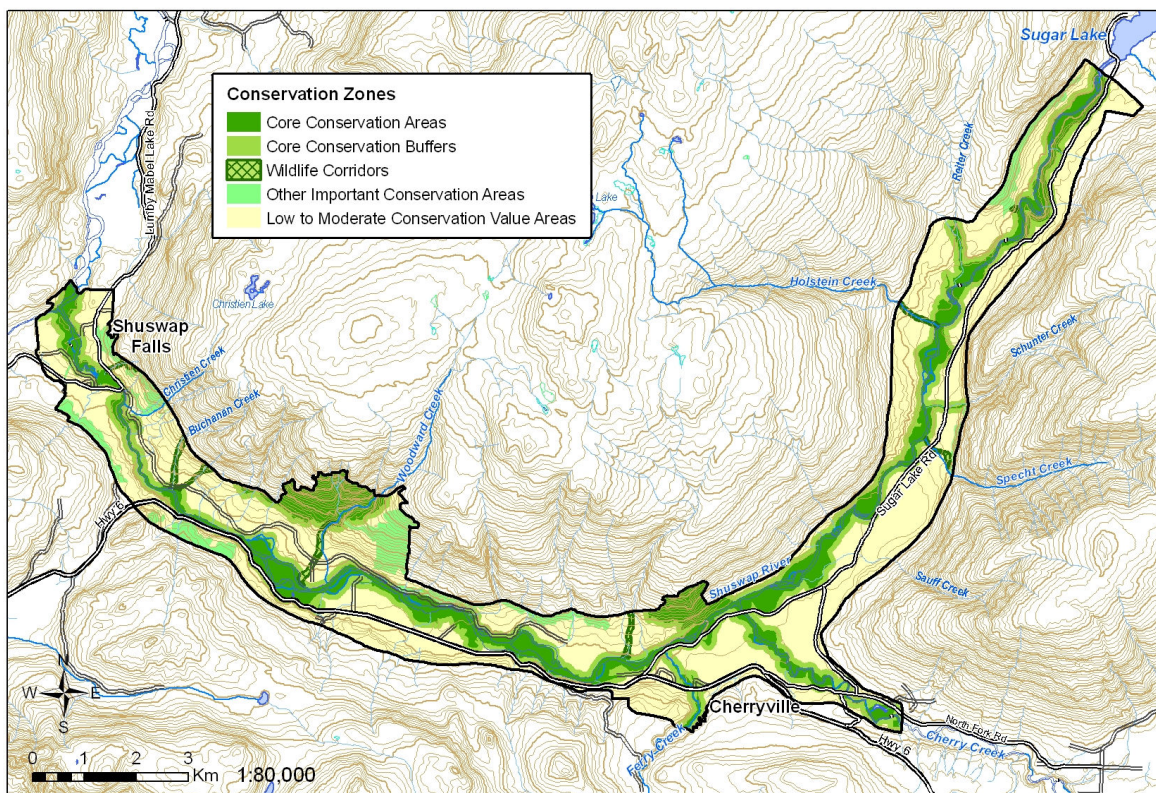 Sugar Lake
Conservation Zones
Core Conservation Areas
Core Conservation Buffers
Wildlife Corridors
Other Important Conservation Areas
Low to Moderate Conservation Value Areas
Lumby Mabel Lake Rd
Reiter Creek
Lake
Holstein Creek
Christien Lake
Shuswap
Falls
Christien Creek
Schunter Creek
Buchanan Creek
Woodward Creek
Specht Creek
Sugar Lake Rd
Hwy 6
Shuswap River
Sauff Creek
N
W
E
S
Cherryville
North Fork Rd
Cherry Creek
Hwy 6
Ferry Creek
0 1 2 3
Km
1:80,000